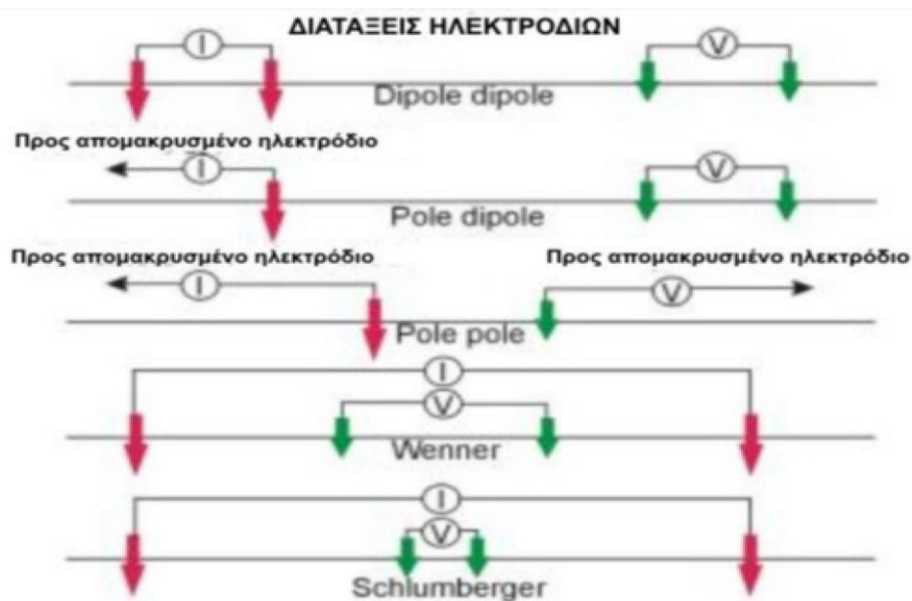 ΔΙΑΤΑΞΕΙΣ ΗΛΕΚΤΡΟΔΙΩΝ
I V
Dipole dipole
Προς απομακρυσμένο ηλεκτρόδιο
I V
Pole dipole
Προς απομακρυσμένο ηλεκτρόδιο Προς απομακρυσμένο ηλεκτρόδιο
I V
Pole pole
I
V
Wenner
I
V
Schlumberger